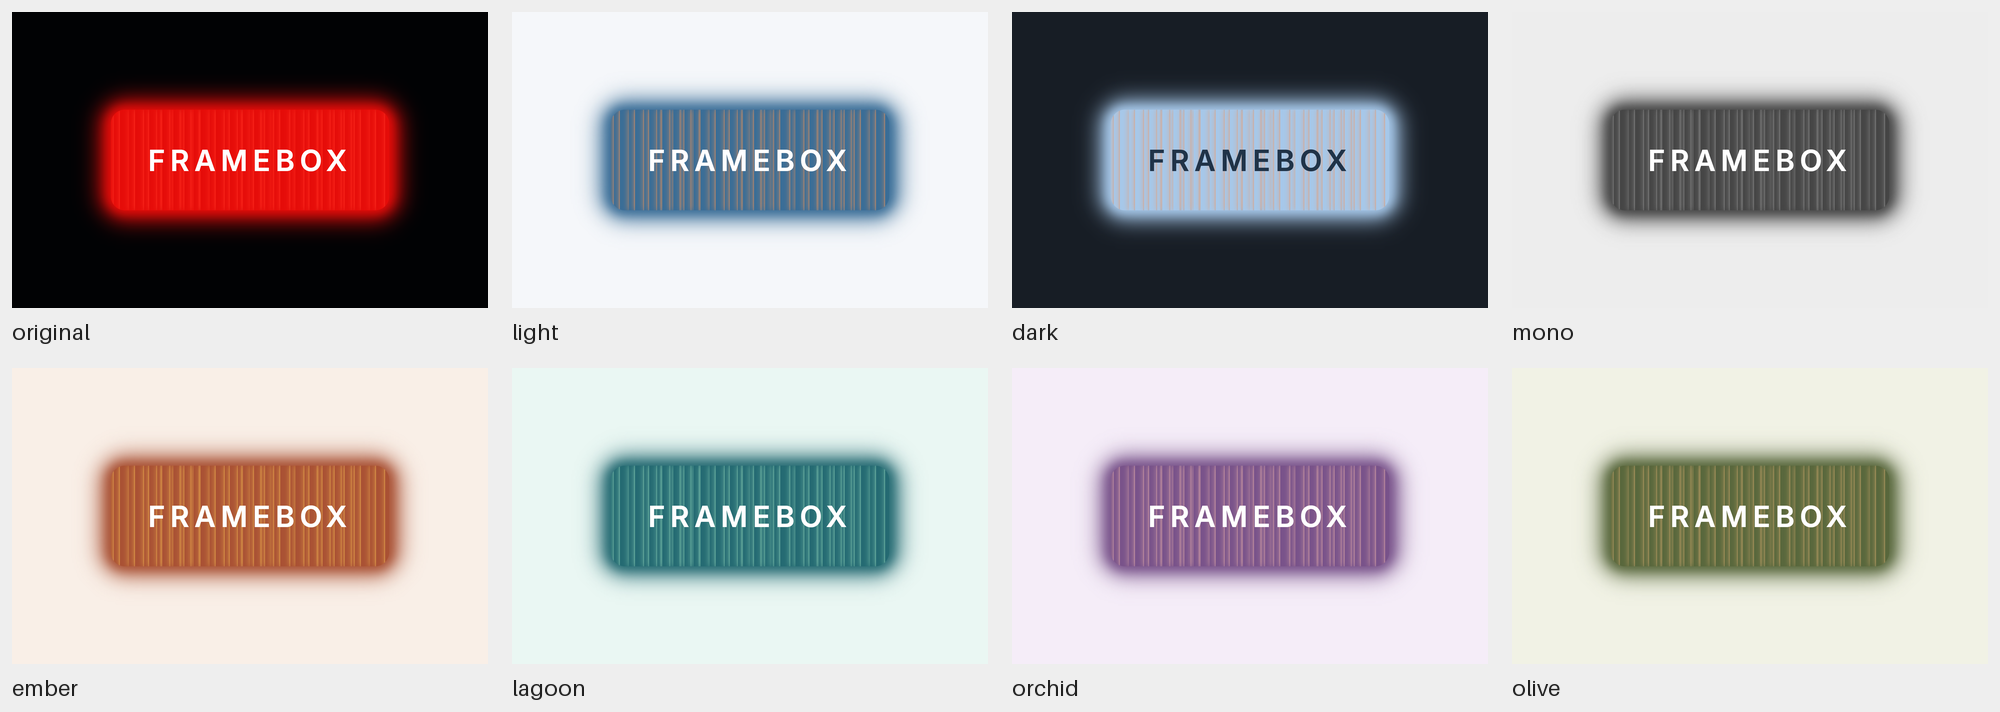 FRAMEBOX
FRAMEBOX
FRAMEBOX
FRAMEBOX
original
light
dark
mono
FRAMEBOX
FRAMEBOX
FRAMEBOX
FRAMEBOX
ember
lagoon
orchid
olive